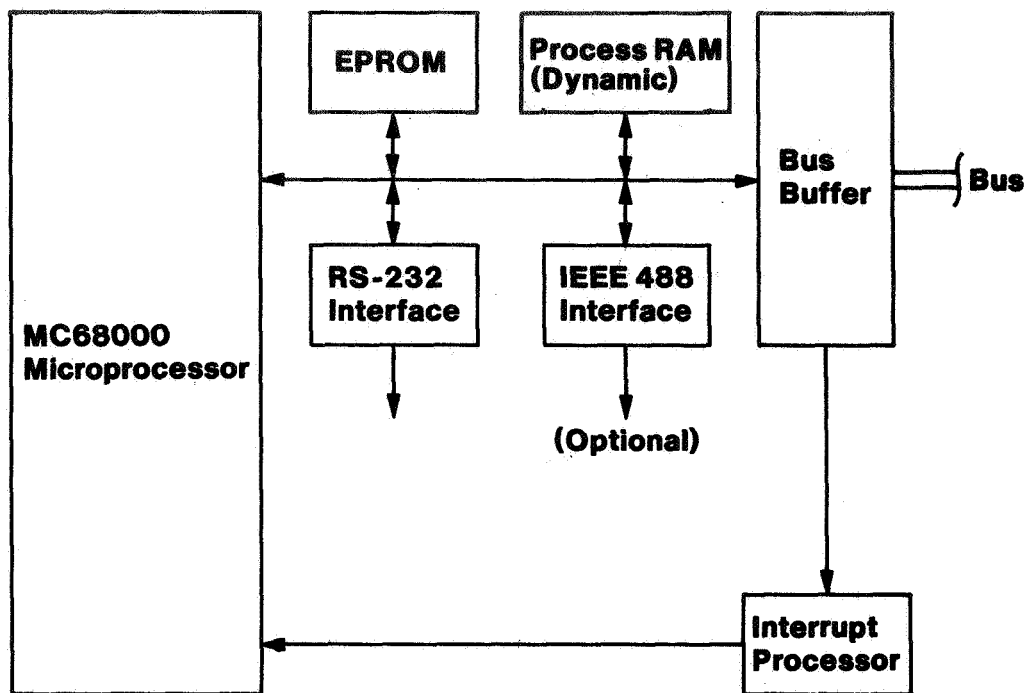 EPROM
Process RAM
(Dynamic)
Bus
Buffer
Bus
RS-232
Interface
IEEE 488
Interface
MC68000
Microprocessor
(Optional)
Interrupt
Processor